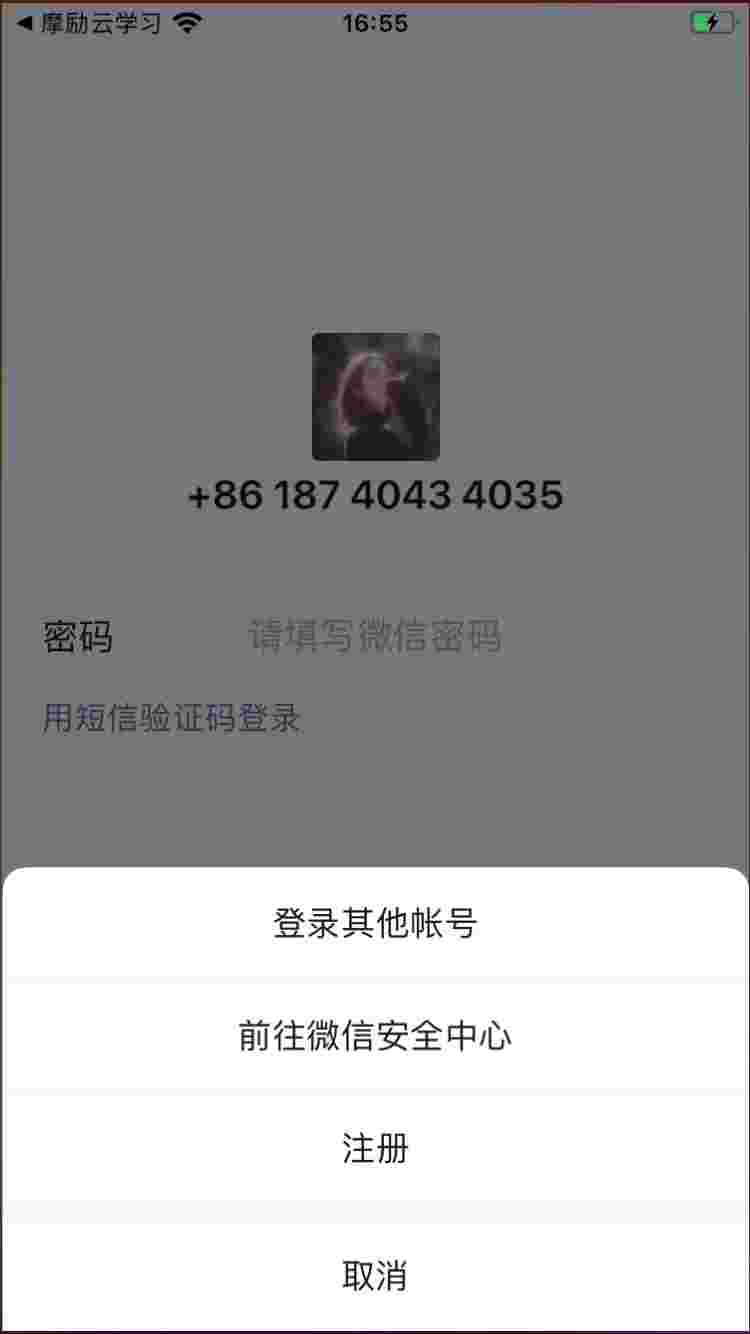 ◀ 摩励云学习 16:55
+86 187 4043 4035
密码 请填写微信密码
用短信验证码登录
登录其他帐号
前往微信安全中心
注册
取消